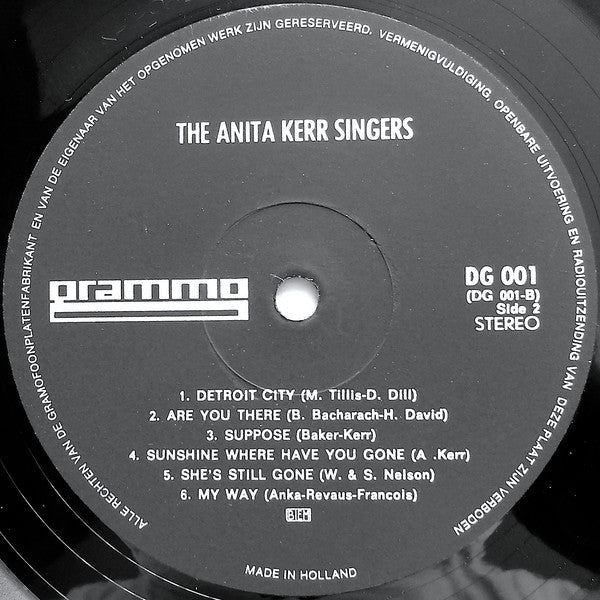 ALLE RECHTEN VAN DE GRAMOFOONPLATENFABRIKANT EN VAN DE EIGENAAR VAN HET OPGENOMEN WERK ZIJN GERESERVEERD. VERMENIGVULDIGING, OPENBARE UITVOERING EN RADIOUITZENDING VAN DEZE PLAAT ZIJN VERBODEN
THE ANITA KERR SINGERS
grammo
DG 001
(DG 001-B)
Side 2
STEREO
1. DETROIT CITY (M. Tillis-D. Dill)
2. ARE YOU THERE (B. Bacharach-H. David)
3. SUPPOSE (Baker-Kerr)
4. SUNSHINE WHERE HAVE YOU GONE (A .Kerr)
5. SHE'S STILL GONE (W. & S. Nelson)
6. MY WAY (Anka-Revaus-Francois)
BIEM
MADE IN HOLLAND